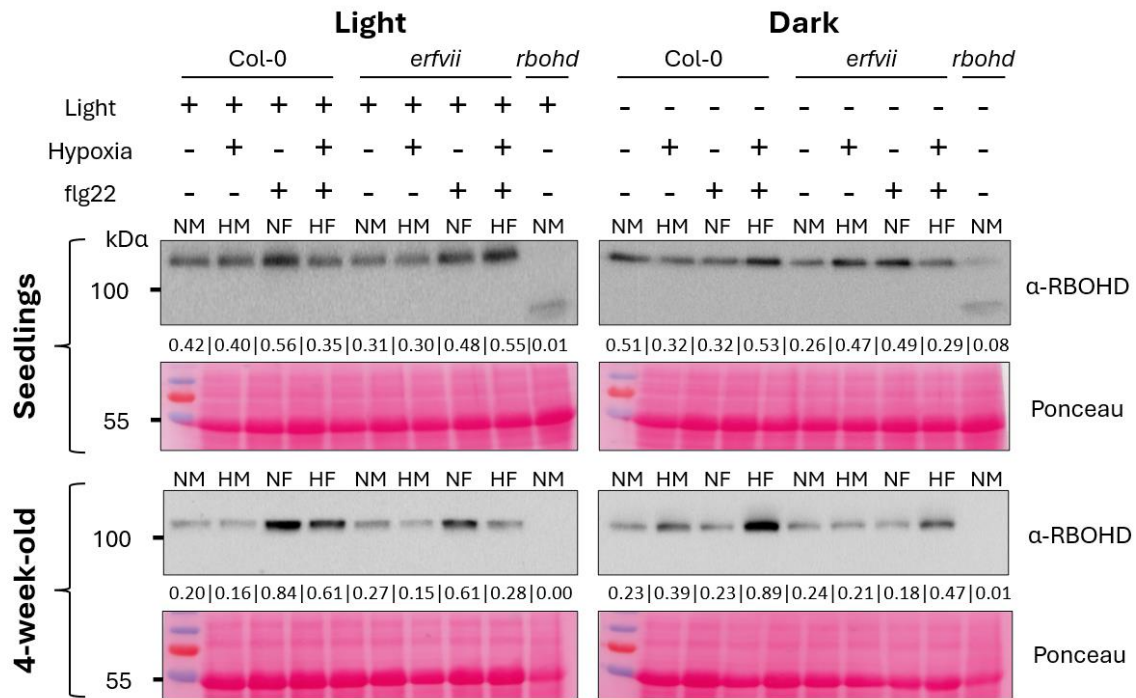 Light Dark
Col-0 erfvii rbohd Col-0 erfvii rbohd
Light + + + + + + + + + - - - - - - - - -
Hypoxia - + - + - + - + - - + - + - + - + -
flg22 - - + + - - + + - - - + + - - + + -
NM HM NF HF NM HM NF HF NM NM HM NF HF NM HM NF HF NM
kDa
Seedlings
100
α-RBOHD
0.42|0.40|0.56|0.35|0.31|0.30|0.48|0.55|0.01 0.51|0.32|0.32|0.53|0.26|0.47|0.49|0.29|0.08
55
Ponceau
NM HM NF HF NM HM NF HF NM NM HM NF HF NM HM NF HF NM
4-week-old
100
α-RBOHD
0.20|0.16|0.84|0.61|0.27|0.15|0.61|0.28|0.00 0.23|0.39|0.23|0.89|0.24|0.21|0.18|0.47|0.01
55
Ponceau